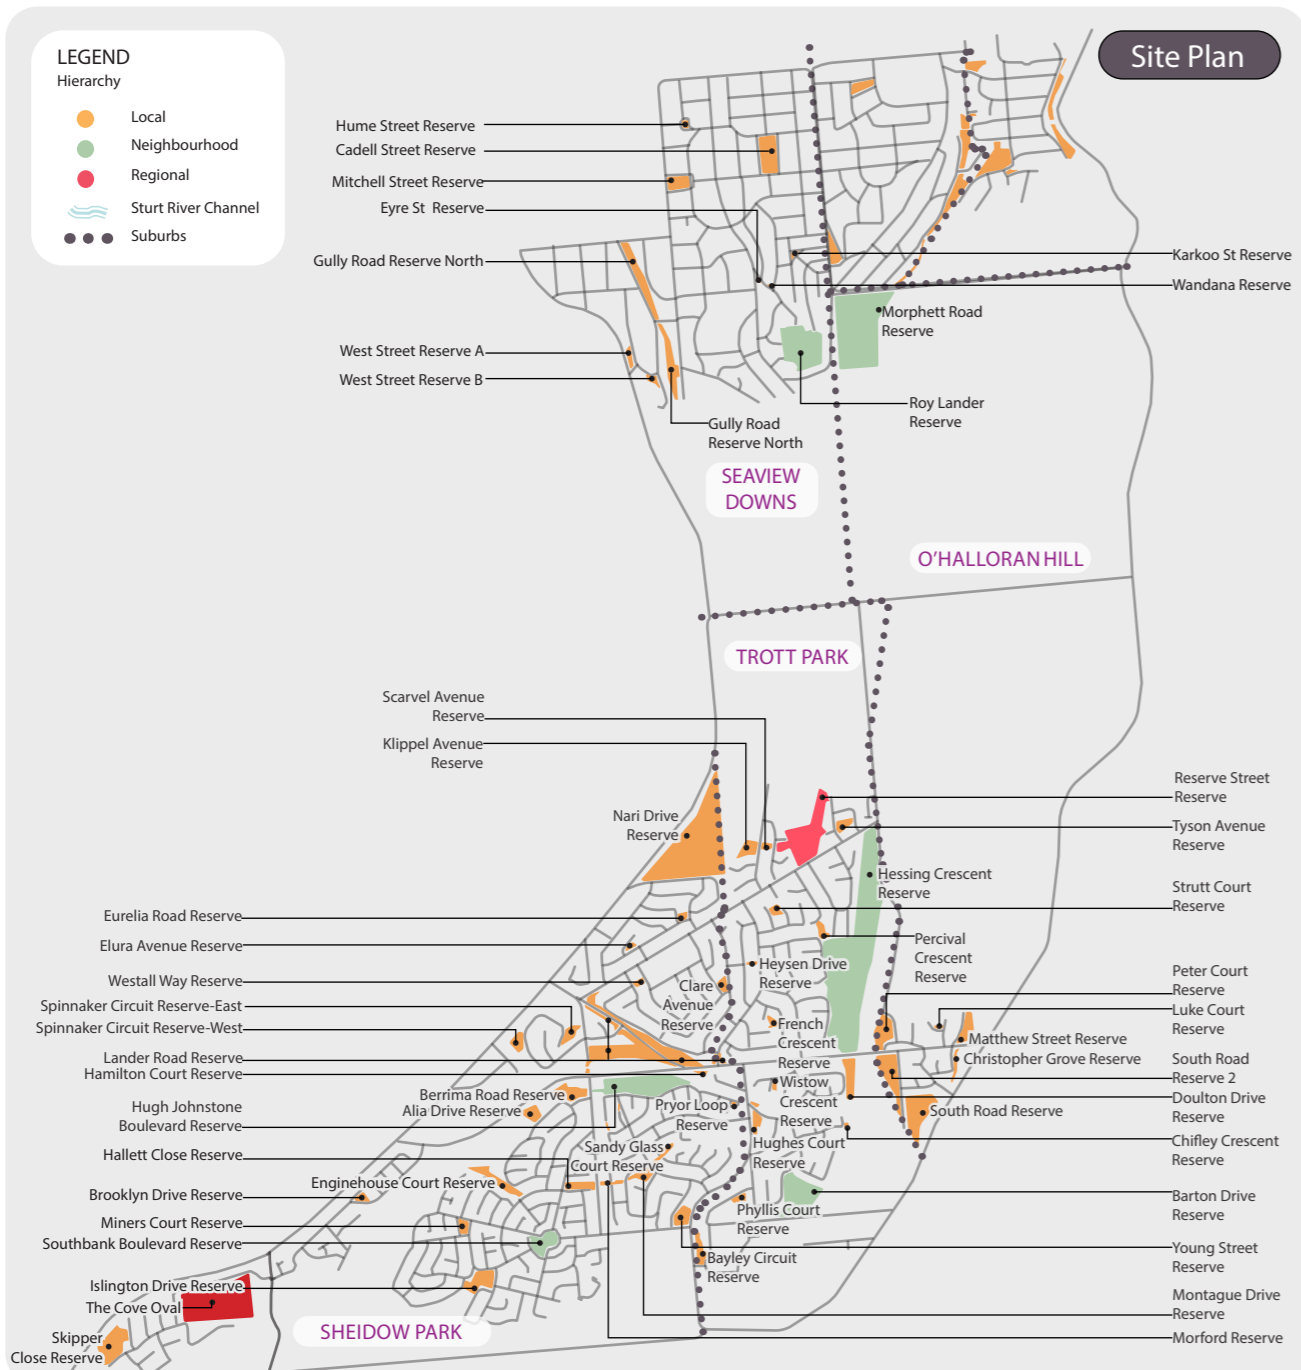 LEGEND
Hierarchy
Local
Neighbourhood
Regional
Sturt River Channel
Suburbs
Site Plan
Hume Street Reserve
Cadell Street Reserve
Mitchell Street Reserve
Eyre St Reserve
Gully Road Reserve North
West Street Reserve A
West Street Reserve B
Karkoo St Reserve
Wandana Reserve
Morphett Road
Reserve
Roy Lander
Reserve
Gully Road
Reserve North
SEAVIEW
DOWNS
O'HALLORAN HILL
TROTT PARK
Scarvel Avenue
Reserve
Klippel Avenue
Reserve
Nari Drive
Reserve
Reserve Street
Reserve
Tyson Avenue
Reserve
Hessing Crescent
Reserve
Strutt Court
Reserve
Percival
Crescent
Reserve
Eurelia Road Reserve
Elura Avenue Reserve
Westall Way Reserve
Spinnaker Circuit Reserve-East
Spinnaker Circuit Reserve-West
Lander Road Reserve
Hamilton Court Reserve
Heysen Drive
Reserve
Clare
Avenue
Reserve
French
Crescent
Reserve
Peter Court
Reserve
Luke Court
Reserve
Matthew Street Reserve
Christopher Grove Reserve
South Road
Reserve 2
Doulton Drive
Reserve
South Road Reserve
Chifley Crescent
Reserve
Berrima Road Reserve
Alia Drive Reserve
Hugh Johnstone
Boulevard Reserve
Pryor Loop
Reserve
Wistow
Crescent
Reserve
Hughes Court
Reserve
Hallett Close Reserve
Sandy Glass
Court Reserve
Enginehouse Court Reserve
Brooklyn Drive Reserve
Miners Court Reserve
Southbank Boulevard Reserve
Phyllis Court
Reserve
Barton Drive
Reserve
Young Street
Reserve
Bayley Circuit
Reserve
Islington Drive Reserve
The Cove Oval
Skipper
Close Reserve
SHEIDOW PARK
Montague Drive
Reserve
Morford Reserve